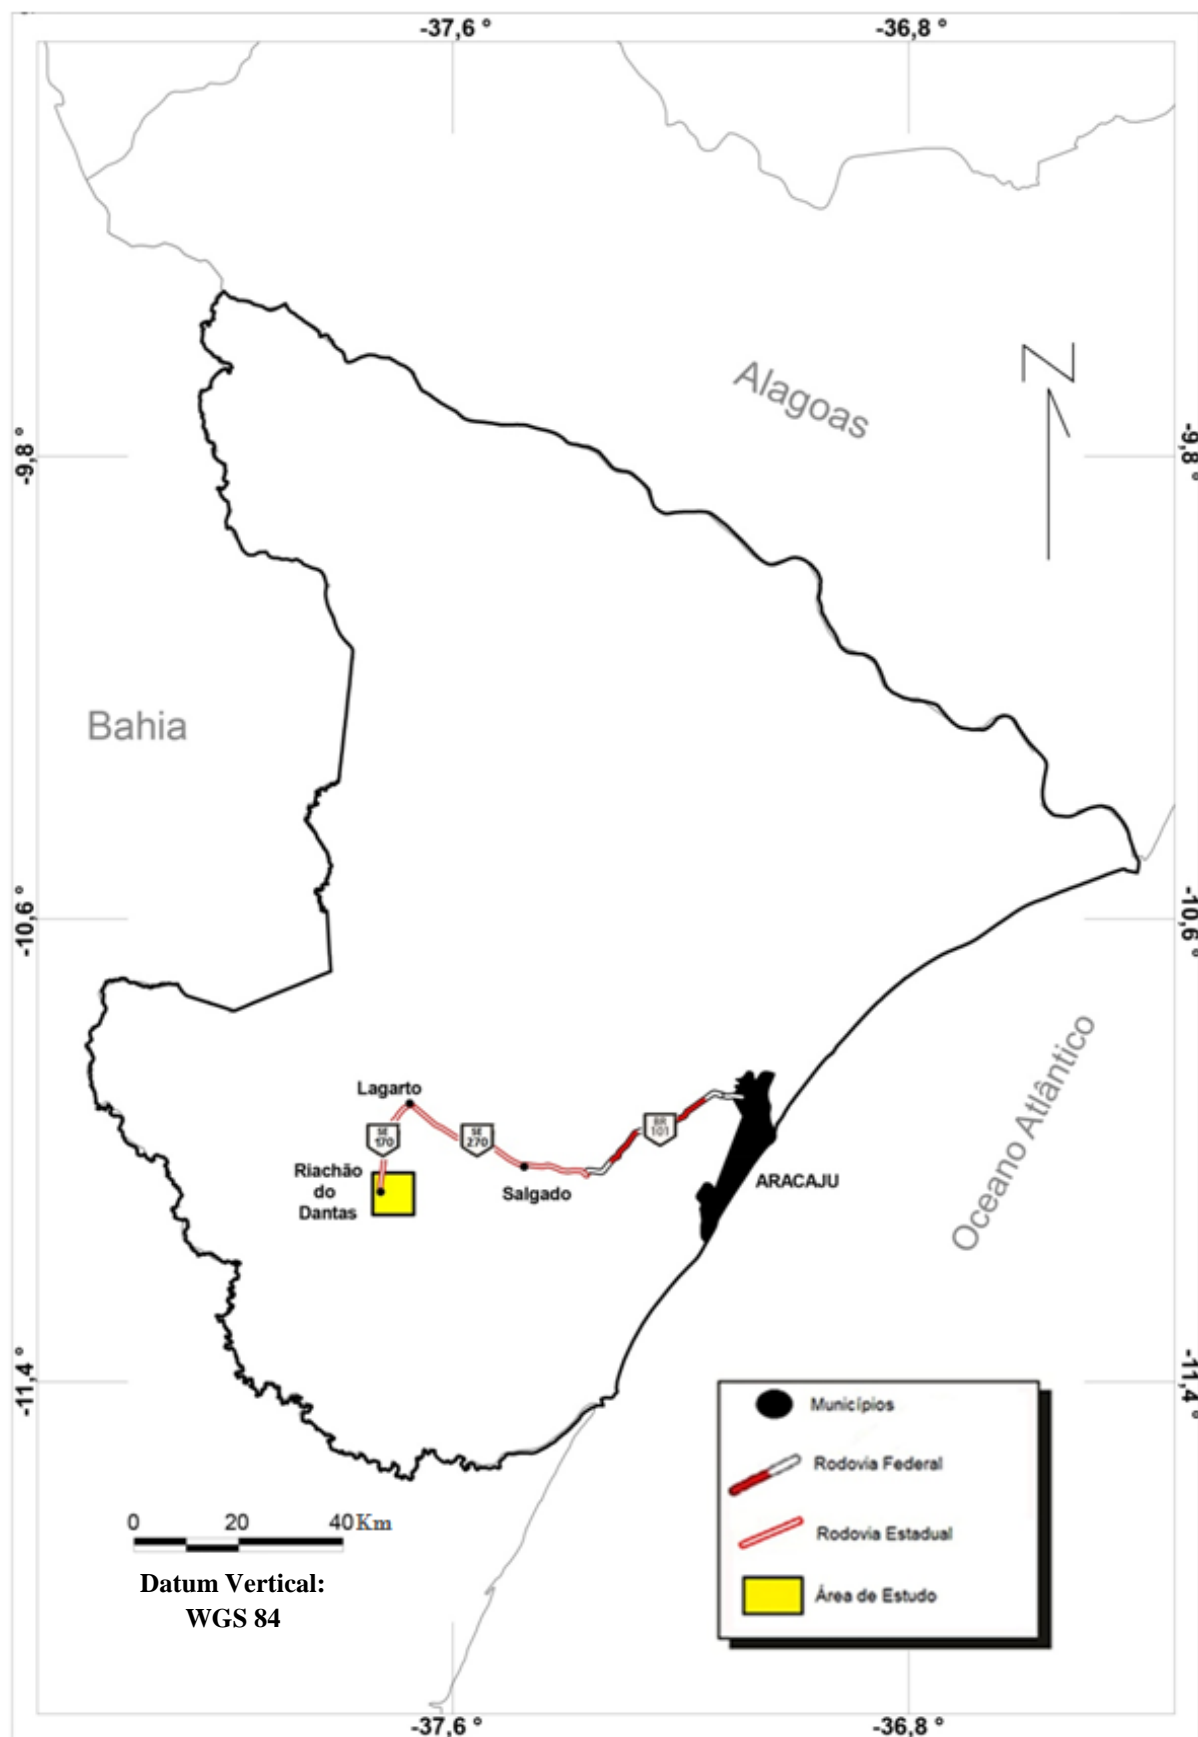 -37,6 °
-36,8 °
Alagoas
N
-9,8 °
-9,8 °
Bahia
-10,6 °
-10,6 °
Oceano Atlântico
Lagarto
SE
170
SE
270
BR
101
Riachão
do
Dantas
Salgado
ARACAJU
-11,4 °
-11,4 °
Municípios
Rodovia Federal
Rodovia Estadual
Área de Estudo
0 20 40 Km
Datum Vertical:
WGS 84
-37,6 °
-36,8 °